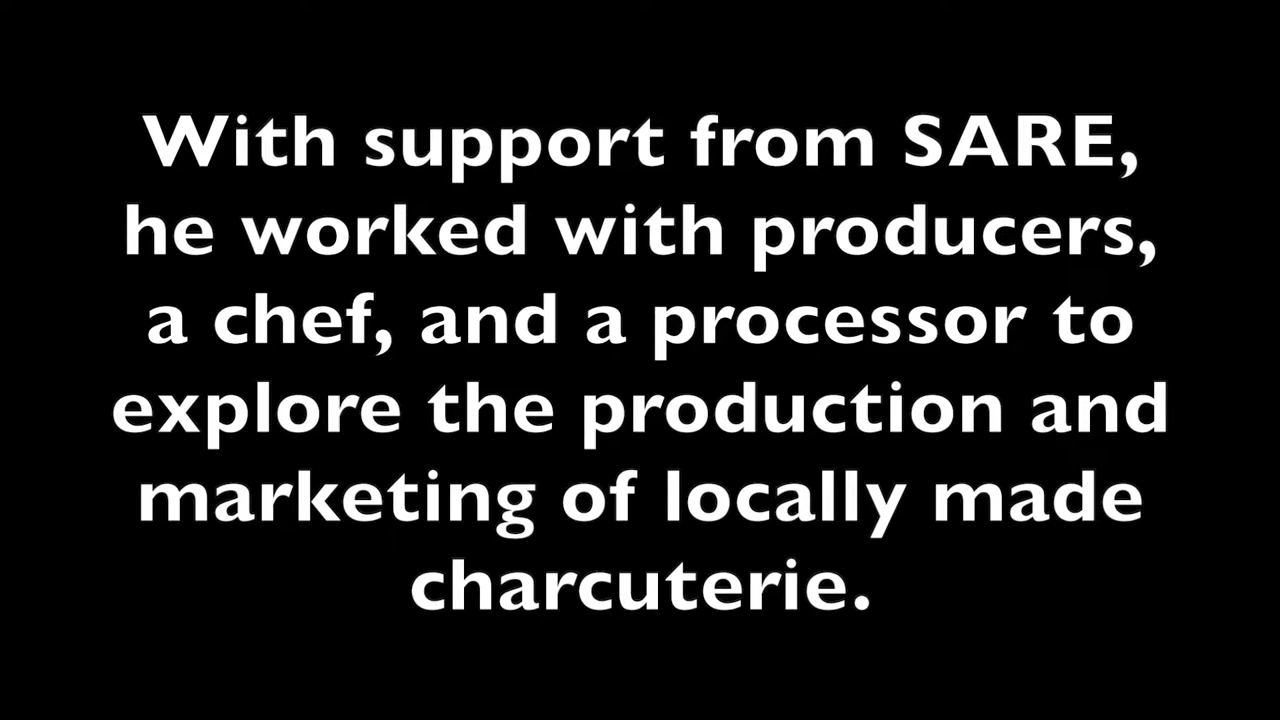 With support from SARE,
he worked with producers,
a chef, and a processor to
explore the production and
marketing of locally made
charcuterie.